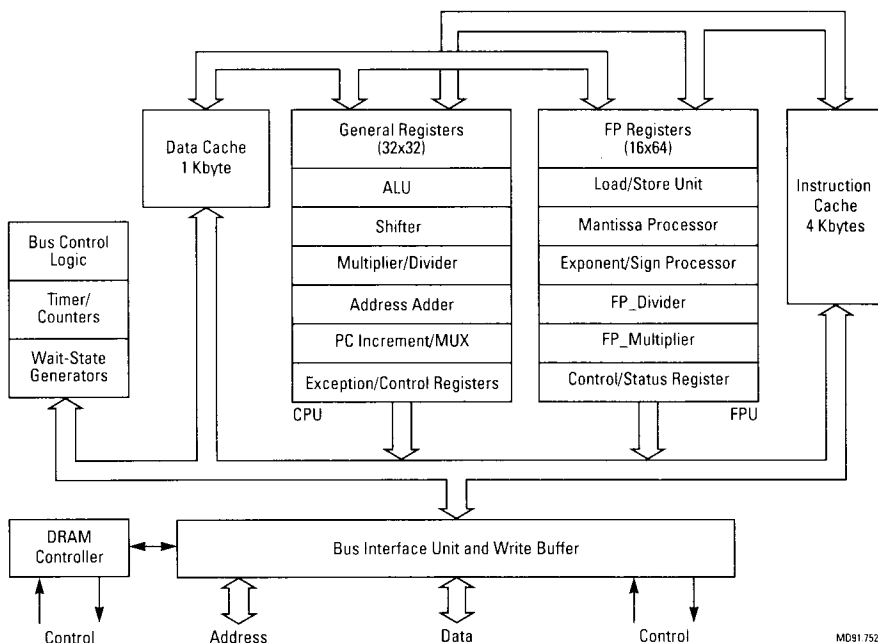 Data Cache
1 Kbyte
General Registers
(32x32)
ALU
Shifter
Multiplier/Divider
Address Adder
PC Increment/MUX
Exception/Control Registers
CPU
FP Registers
(16x64)
Load/Store Unit
Mantissa Processor
Exponent/Sign Processor
FP_Divider
FP_Multiplier
Control/Status Register
FPU
Instruction
Cache
4 Kbytes
Bus Control
Logic
Timer/
Counters
Wait-State
Generators
DRAM
Controller
Bus Interface Unit and Write Buffer
Control
Address
Data
Control
MD91.752